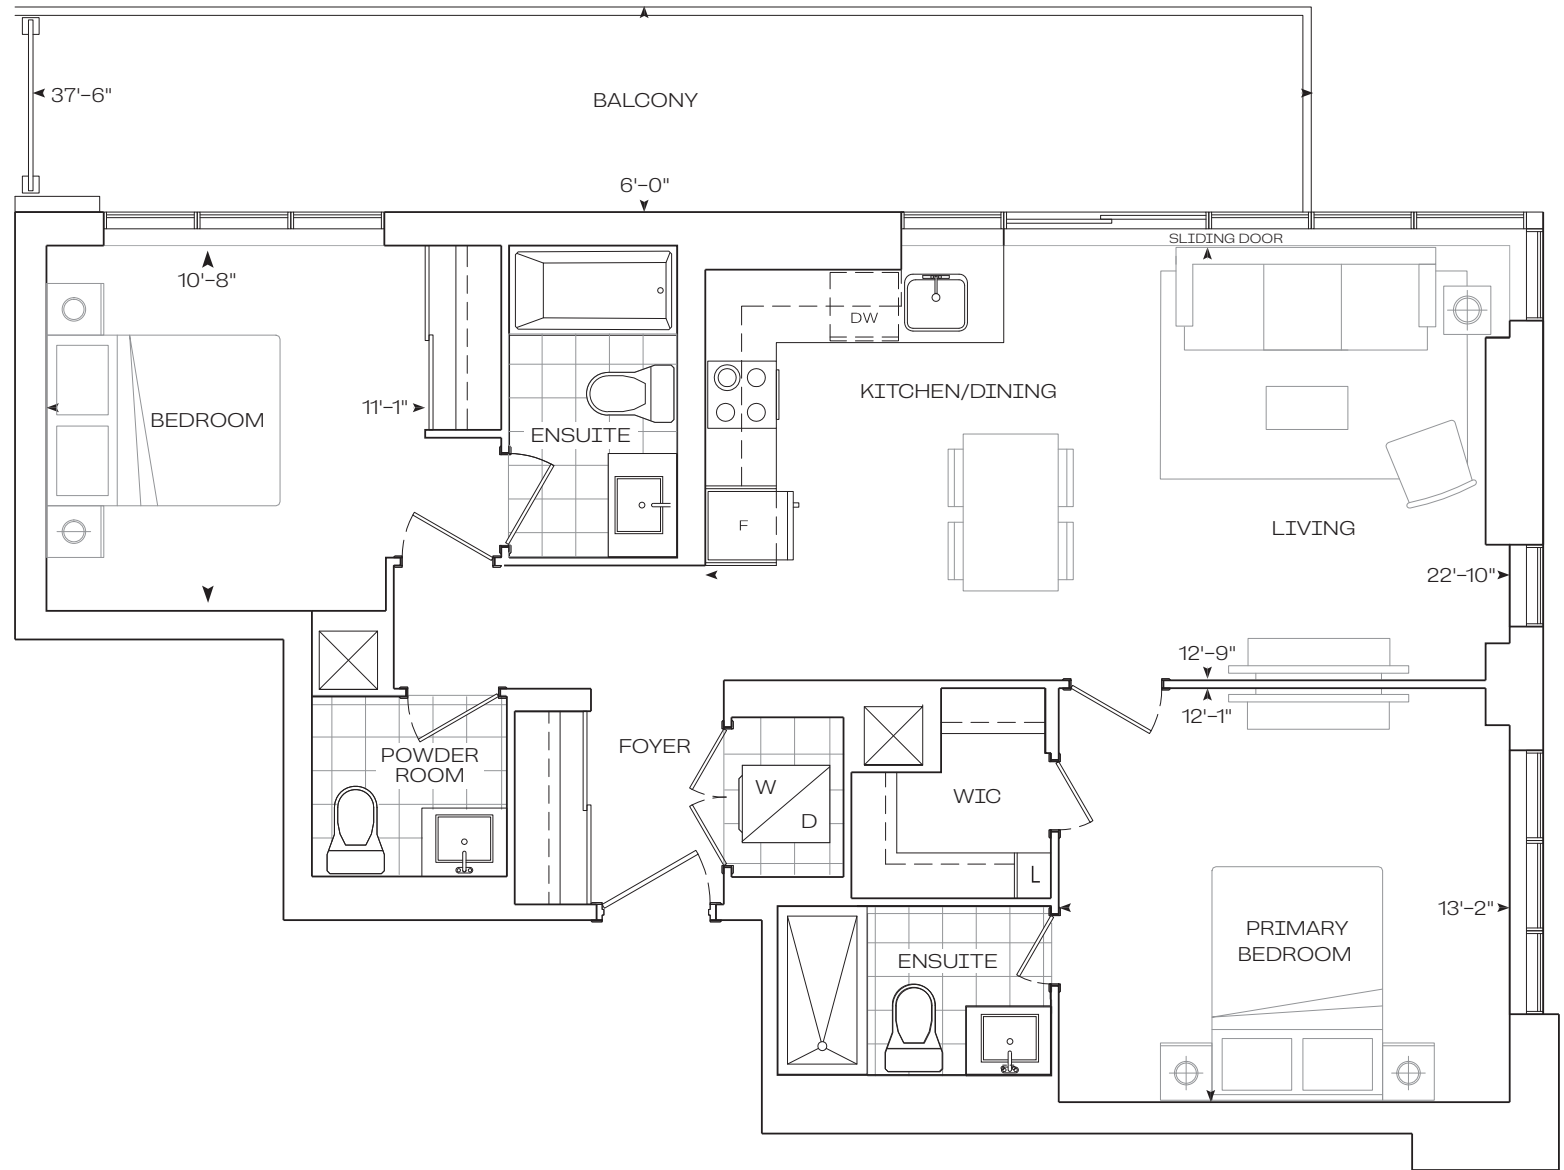 37'-6"
BALCONY
6'-0"
SLIDING DOOR
10'-8"
DW
KITCHEN/DINING
11'-1"
BEDROOM
ENSUITE
F
LIVING
22'-10"
12'-9"
12'-1"
FOYER
POWDER
ROOM
W
D
WIC
L
13'-2"
PRIMARY
BEDROOM
ENSUITE